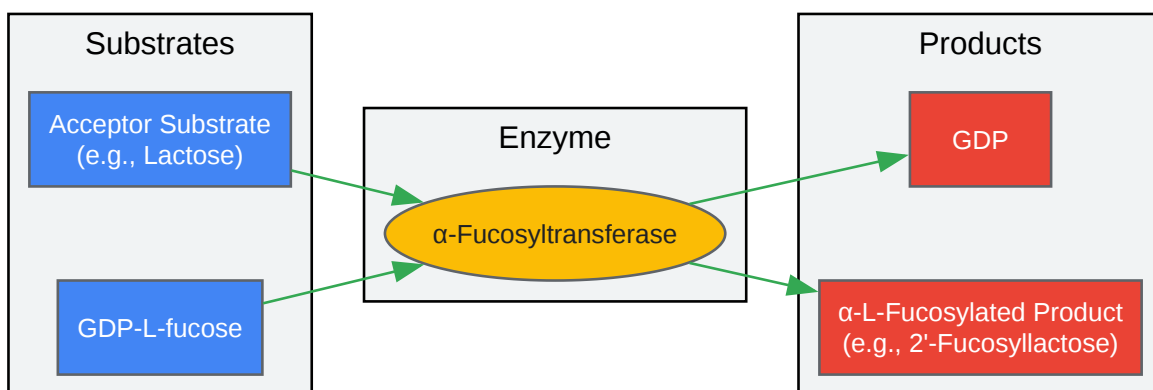 Substrates
Acceptor Substrate
(e.g., Lactose)
GDP-L-fucose
Enzyme
α-Fucosyltransferase
Products
GDP
α-L-Fucosylated Product
(e.g., 2'-Fucosyllactose)